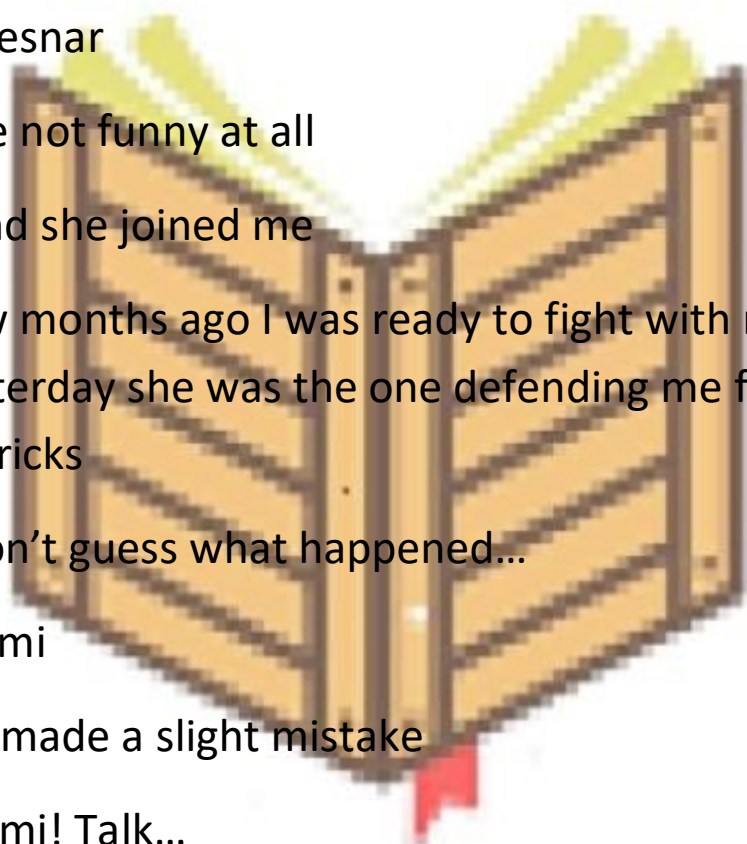 esnar
e not funny at all
nd she joined me
y months ago I was ready to fight with
terday she was the one defending me f
ricks
on't guess what happened...
mi
made a slight mistake
mi! Talk...